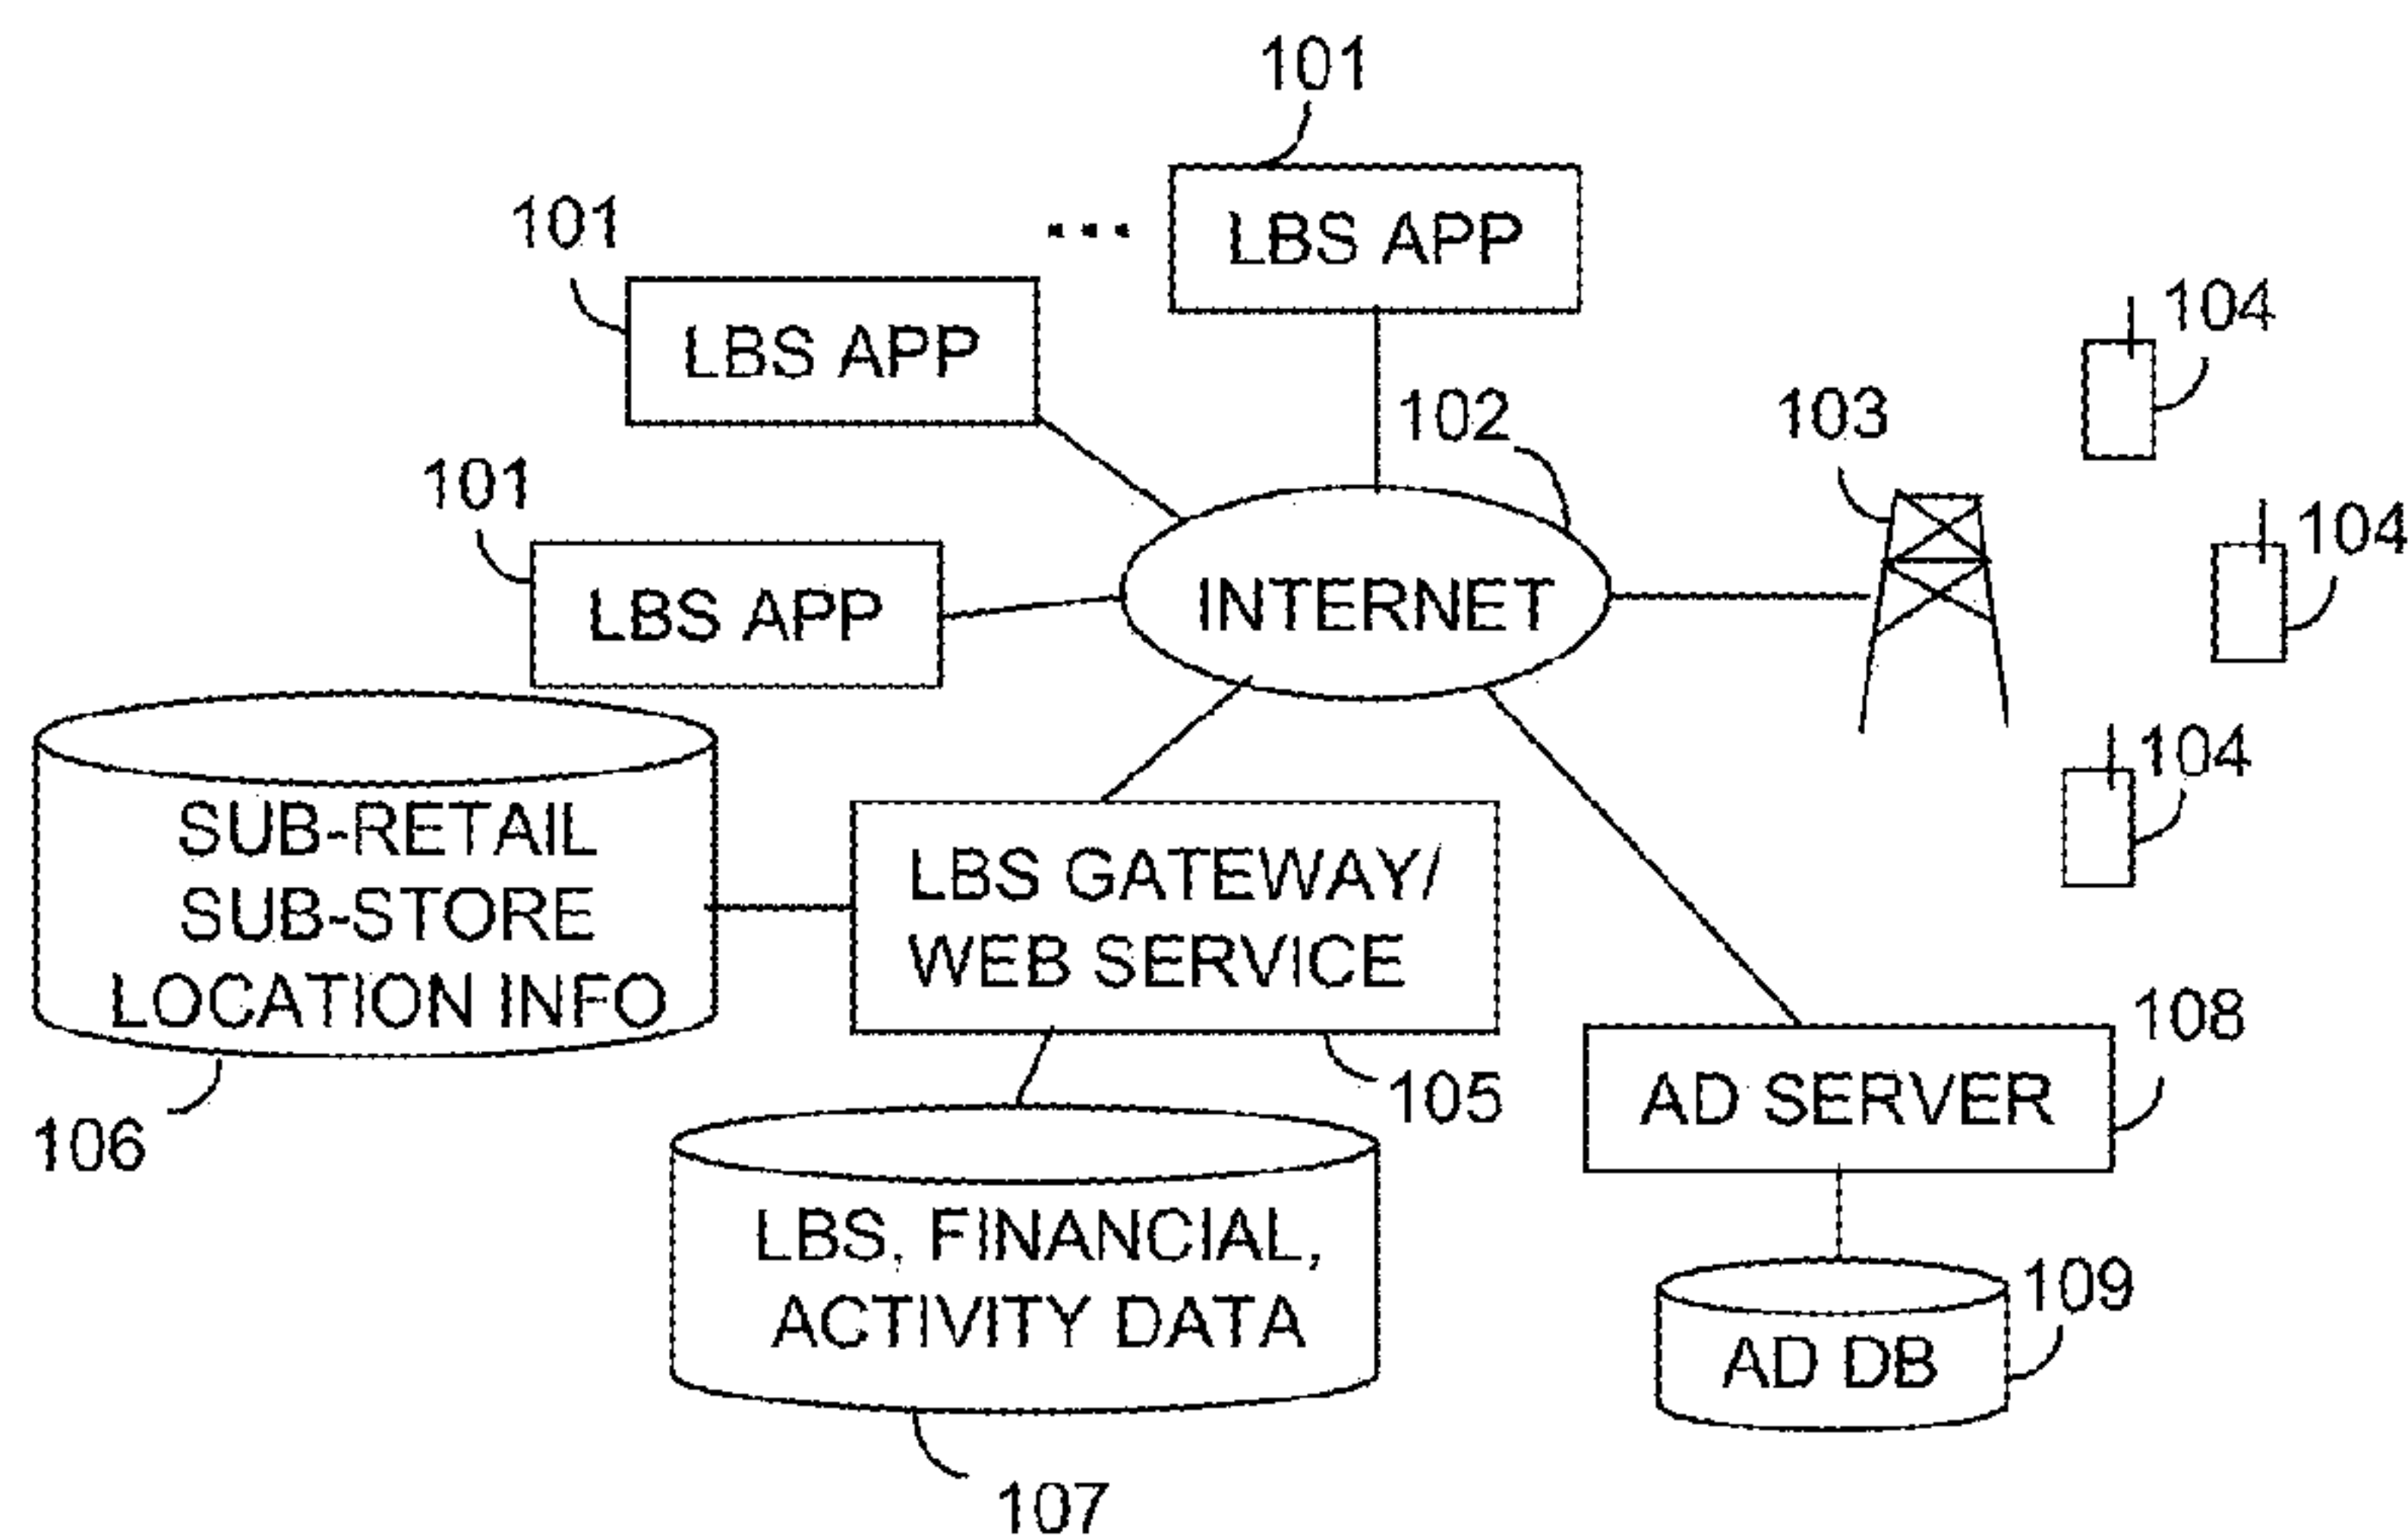 101
101
...
LBS APP
104
LBS APP
102
103
101
104
LBS APP
INTERNET
104
SUB-RETAIL
SUB-STORE
LOCATION INFO
LBS GATEWAY/
WEB SERVICE
108
105
AD SERVER
106
LBS, FINANCIAL,
ACTIVITY DATA
109
AD DB
107